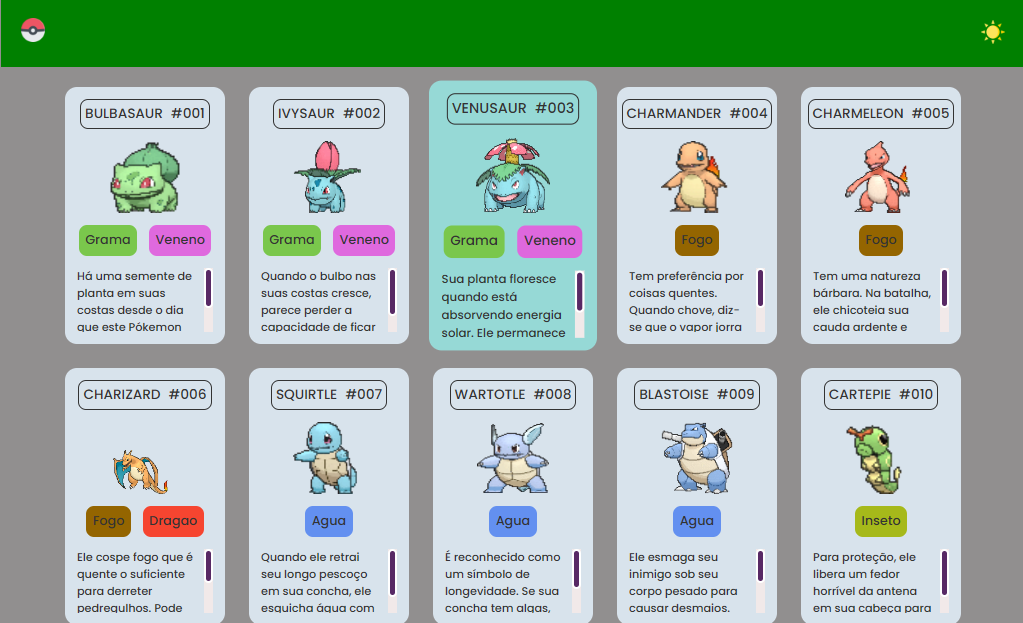 BULBASAUR #001
Grama Veneno
Há uma semente de
planta em suas
costas desde o dia
que este Pókemon
IVYSAUR #002
Grama Veneno
Quando o bulbo nas
suas costas cresce,
parece perder a
capacidade de ficar
VENUSAUR #003
Grama Veneno
Sua planta floresce
quando está
absorvendo energia
solar. Ele permanece
CHARMANDER #004
Fogo
Tem preferência por
coisas quentes.
Quando chove, diz-
se que o vapor jorra
CHARMELEON #005
Fogo
Tem uma natureza
bárbara. Na batalha,
ele chicoteia sua
cauda ardente e
CHARIZARD #006
Fogo Dragao
Ele cospe fogo que é
quente o suficiente
para derreter
pedregulhos. Pode
SQUIRTLE #007
Agua
Quando ele retrai
seu longo pescoço
em sua concha, ele
esguicha água com
WARTOTLE #008
Agua
É reconhecido como
um símbolo de
longevidade. Se sua
concha tem algas,
BLASTOISE #009
Agua
Ele esmaga seu
inimigo sob seu
corpo pesado para
causar desmaios.
CARTEPIE #010
Inseto
Para proteção, ele
libera um fedor
horrível da antena
em sua cabeça para